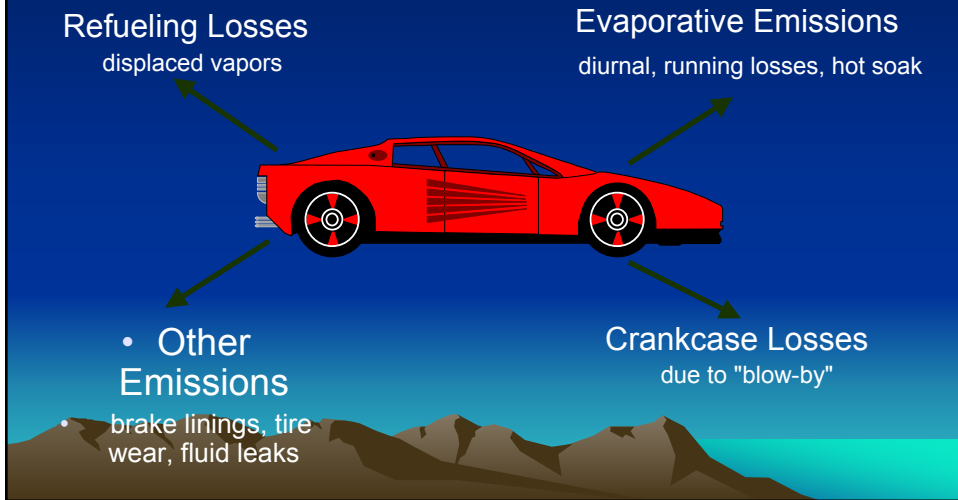 Refueling Losses
displaced vapors
Evaporative Emissions
diurnal, running losses, hot soak
• Other
Emissions
• brake linings, tire
wear, fluid leaks
Crankcase Losses
due to "blow-by"